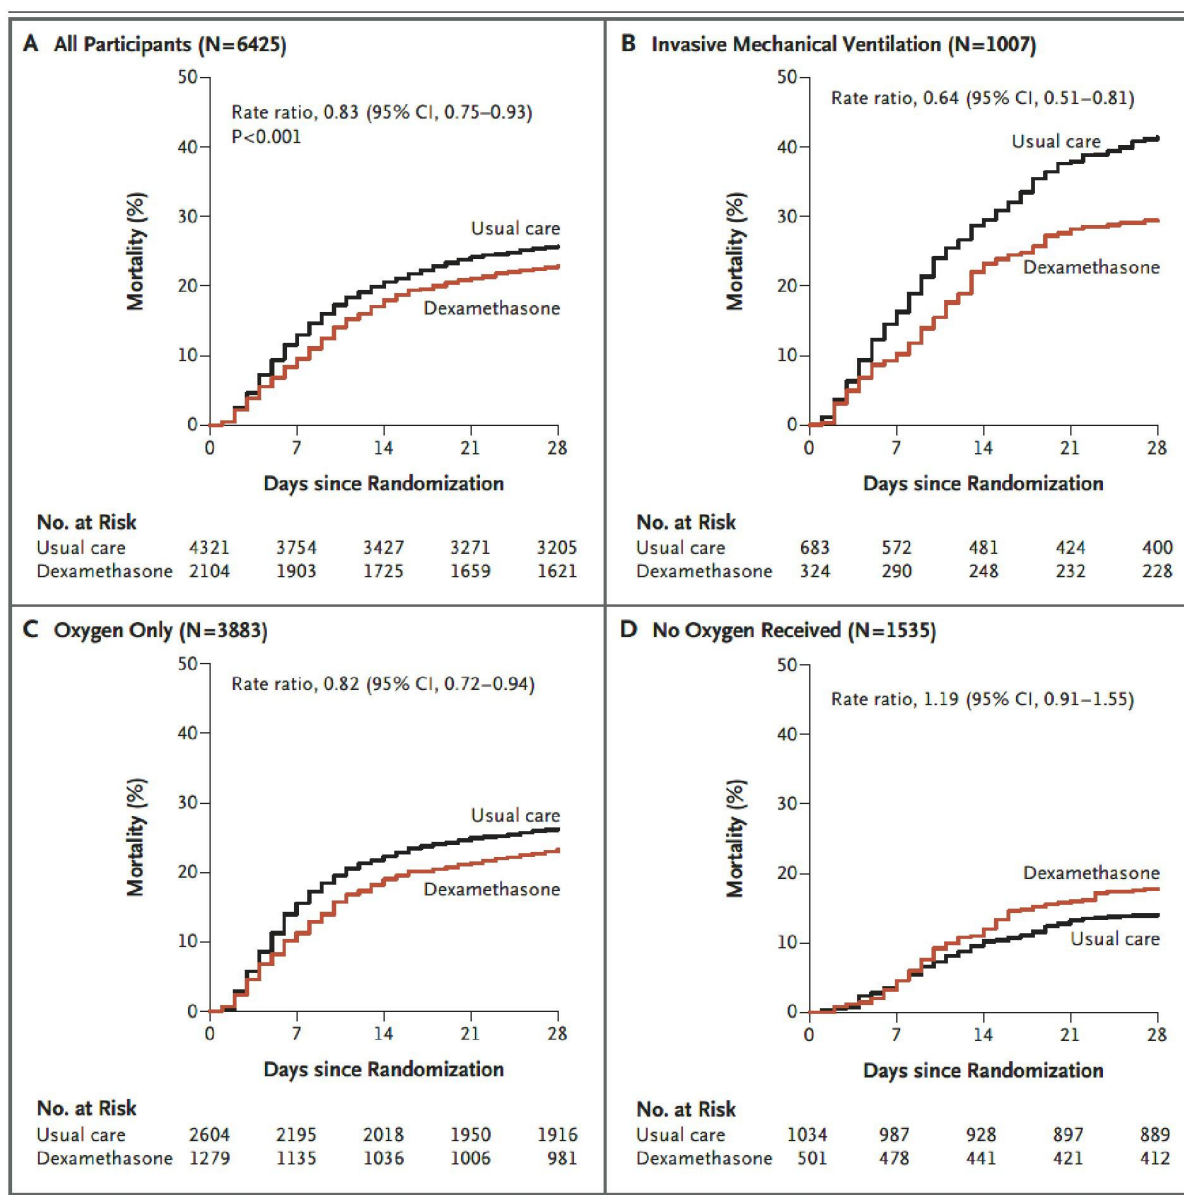 A All Participants (N=6425)
Rate ratio, 0.83 (95% CI, 0.75–0.93)
P<0.001
Mortality (%)
50
40
30
20
10
0
Usual care
Dexamethasone
0 7 14 21 28
Days since Randomization
No. at Risk
Usual care 4321 3754 3427 3271 3205
Dexamethasone 2104 1903 1725 1659 1621
B Invasive Mechanical Ventilation (N=1007)
Rate ratio, 0.64 (95% CI, 0.51–0.81)
Mortality (%)
50
40
30
20
10
0
Usual care
Dexamethasone
0 7 14 21 28
Days since Randomization
No. at Risk
Usual care 683 572 481 424 400
Dexamethasone 324 290 248 232 228
C Oxygen Only (N=3883)
Rate ratio, 0.82 (95% CI, 0.72–0.94)
Mortality (%)
50
40
30
20
10
0
Usual care
Dexamethasone
0 7 14 21 28
Days since Randomization
No. at Risk
Usual care 2604 2195 2018 1950 1916
Dexamethasone 1279 1135 1036 1006 981
D No Oxygen Received (N=1535)
Rate ratio, 1.19 (95% CI, 0.91–1.55)
Mortality (%)
50
40
30
20
10
0
Dexamethasone
Usual care
0 7 14 21 28
Days since Randomization
No. at Risk
Usual care 1034 987 928 897 889
Dexamethasone 501 478 441 421 412